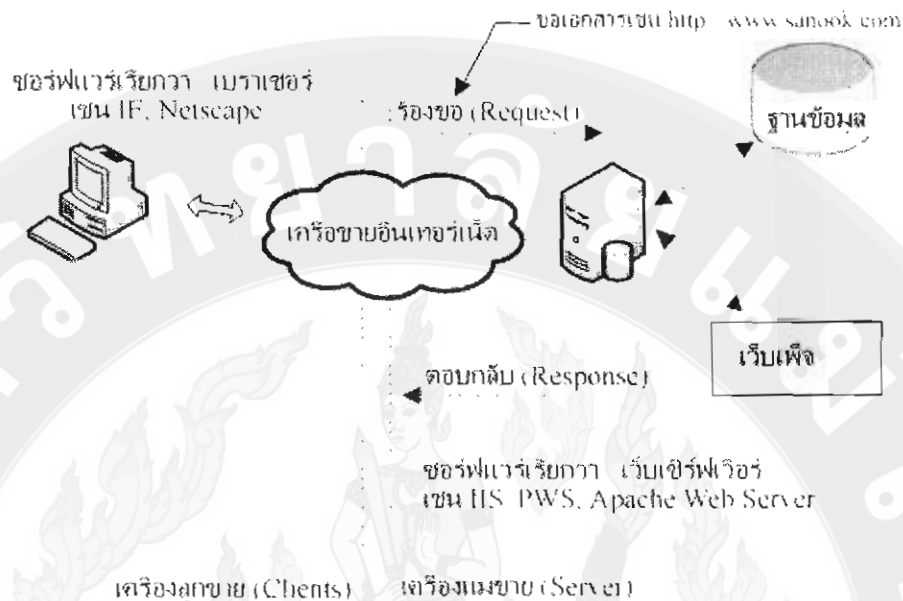 ขอเอกสารเช่น http www.sanook.com
ซอร์ฟแวร์เรียกว่า เบราเซอร์
เช่น IE, Netscape
ร้องขอ (Request)
ฐานข้อมูล
เครือข่ายอินเทอร์เน็ต
เว็บเพ็จ
ตอบกลับ (Response)
ซอร์ฟแวร์เรียกว่า เว็บเซิร์ฟเวอร์
เช่น IIS PWS, Apache Web Server
เครื่องลูกข่าย (Clients) เครื่องแม่ข่าย (Server)